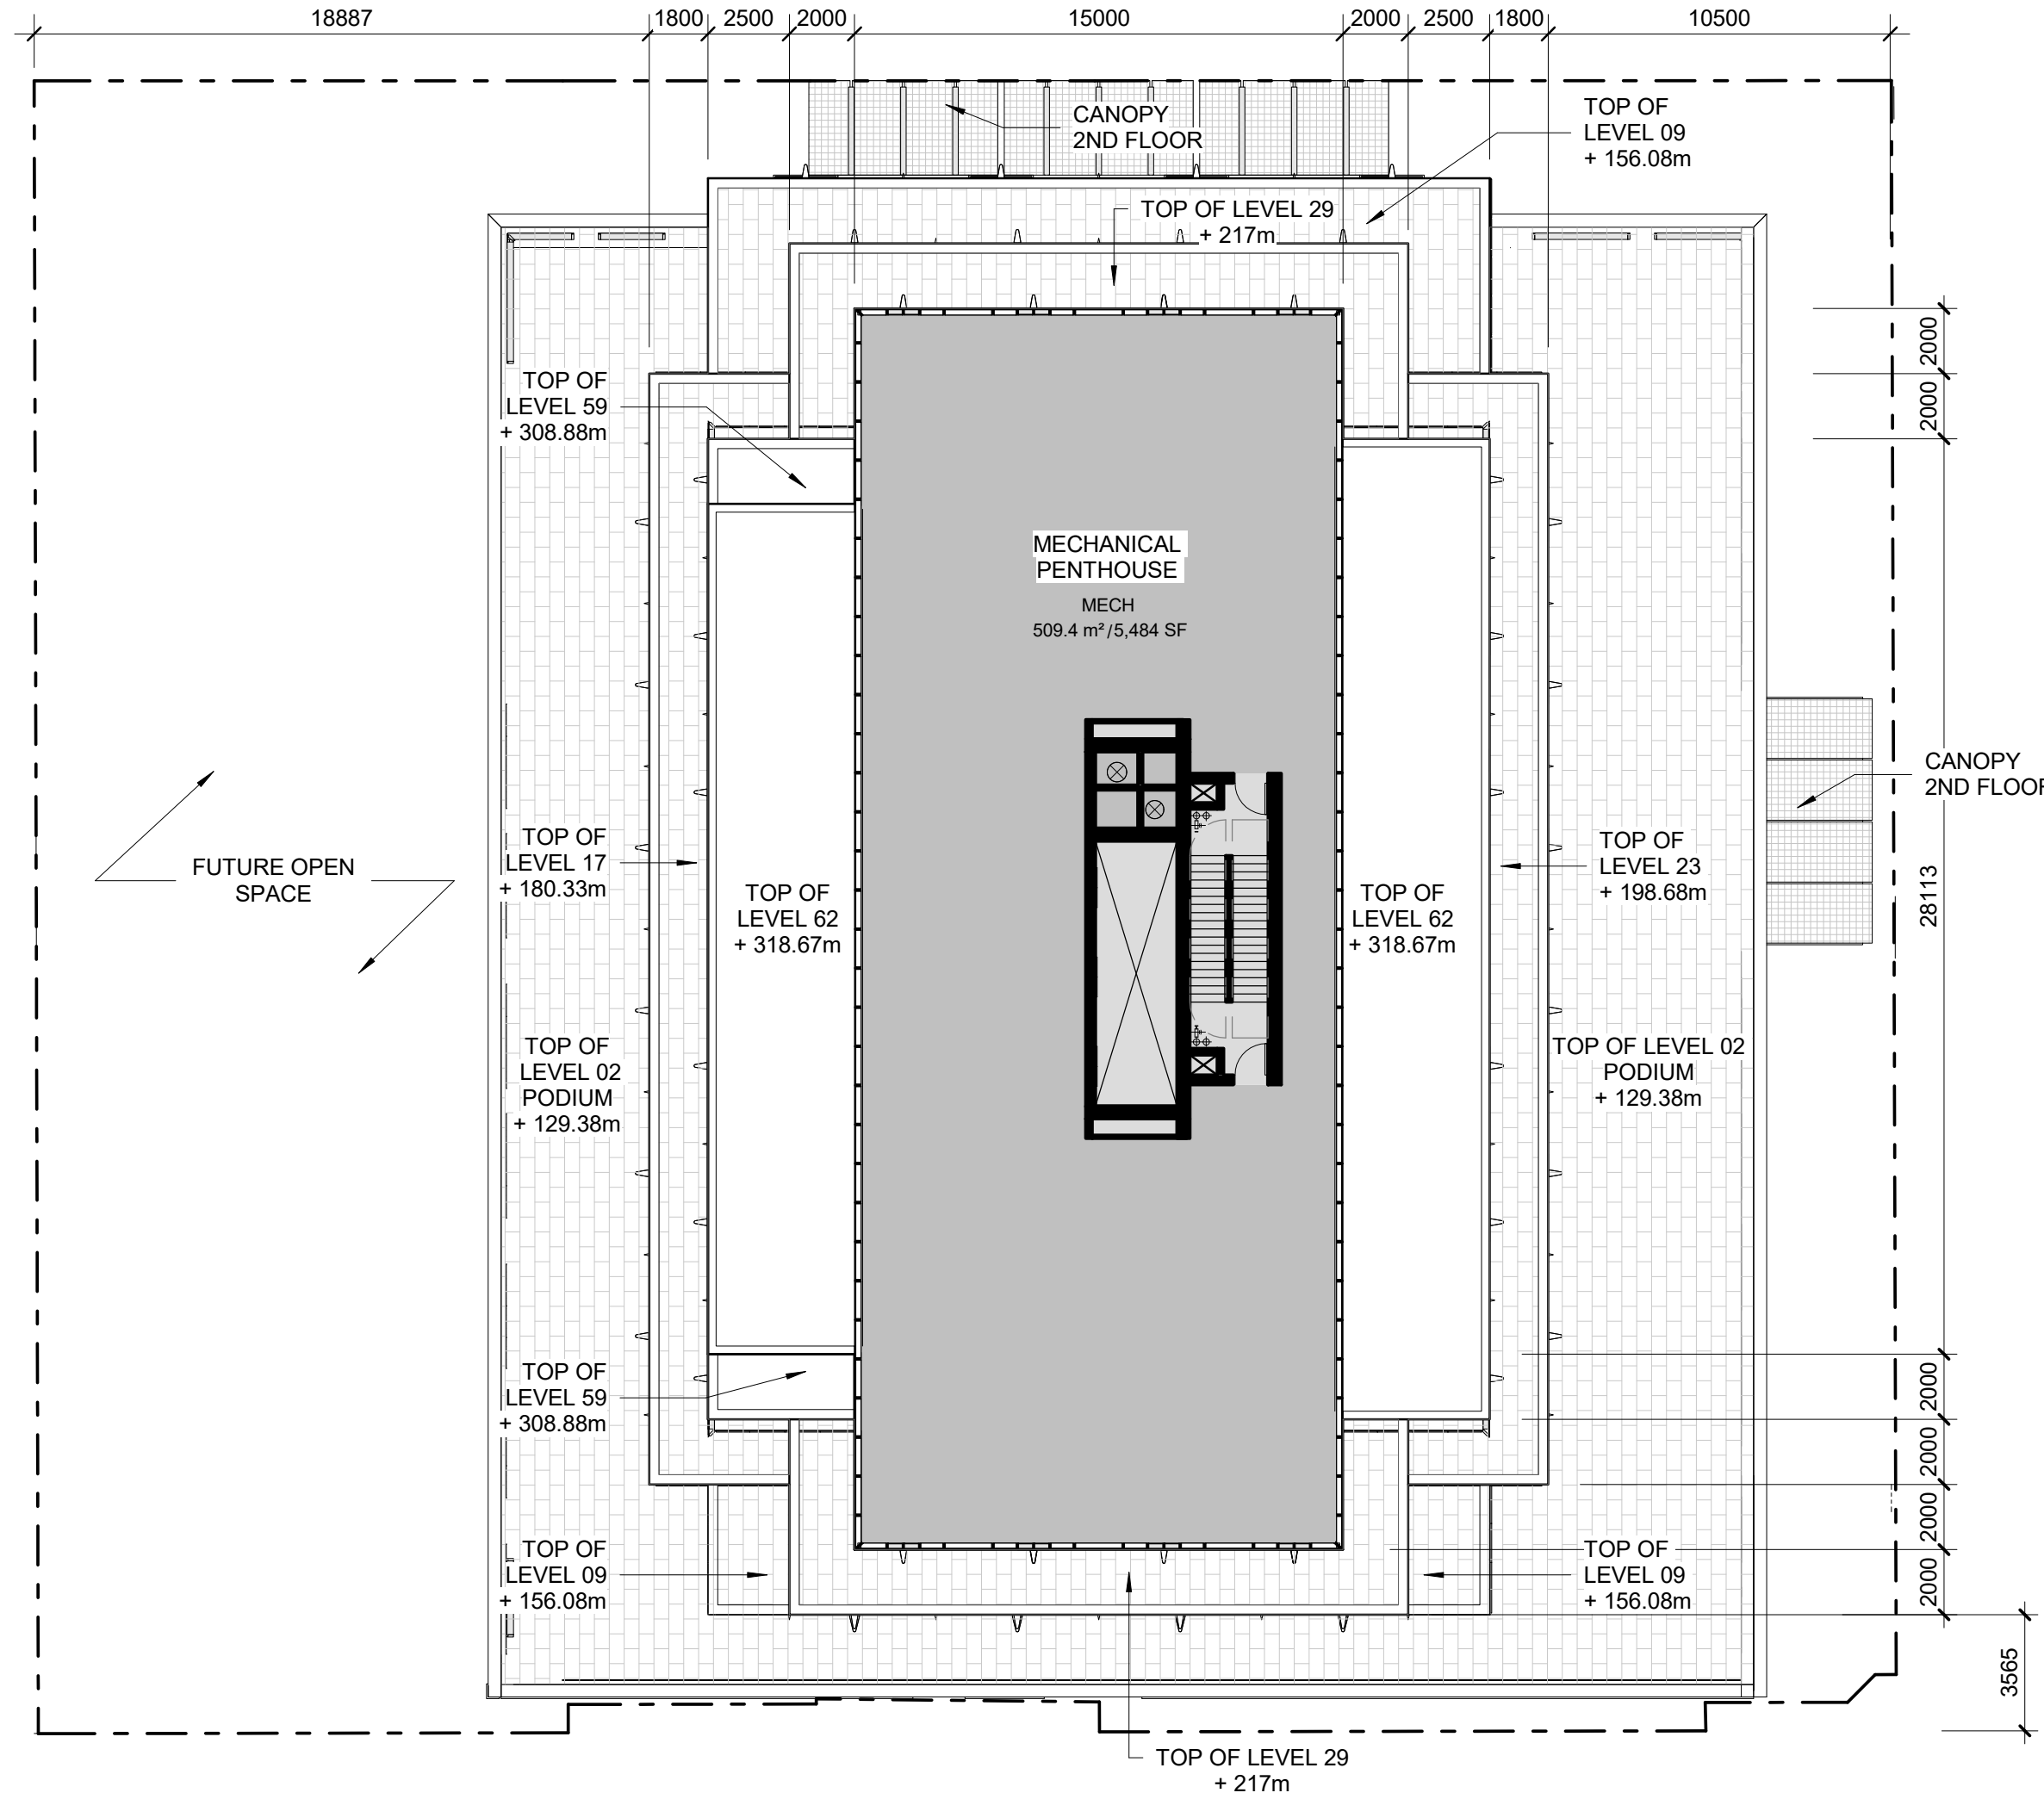 18887
1800
2500
2000
15000
2000
2500
1800
10500
CANOPY
2ND FLOOR
TOP OF
LEVEL 09
+ 156.08m
TOP OF LEVEL 29
+ 217m
2000
2000
TOP OF
LEVEL 59
+ 308.88m
MECHANICAL
PENTHOUSE
MECH
509.4 m²/5,484 SF
CANOPY
2ND FLOOR
FUTURE OPEN
SPACE
TOP OF
LEVEL 17
+ 180.33m
TOP OF
LEVEL 62
+ 318.67m
TOP OF
LEVEL 62
+ 318.67m
TOP OF
LEVEL 23
+ 198.68m
28113
TOP OF
LEVEL 02
PODIUM
+ 129.38m
TOP OF LEVEL 02
PODIUM
+ 129.38m
TOP OF
LEVEL 59
+ 308.88m
2000
2000
2000
2000
TOP OF
LEVEL 09
+ 156.08m
TOP OF
LEVEL 09
+ 156.08m
3565
TOP OF LEVEL 29
+ 217m